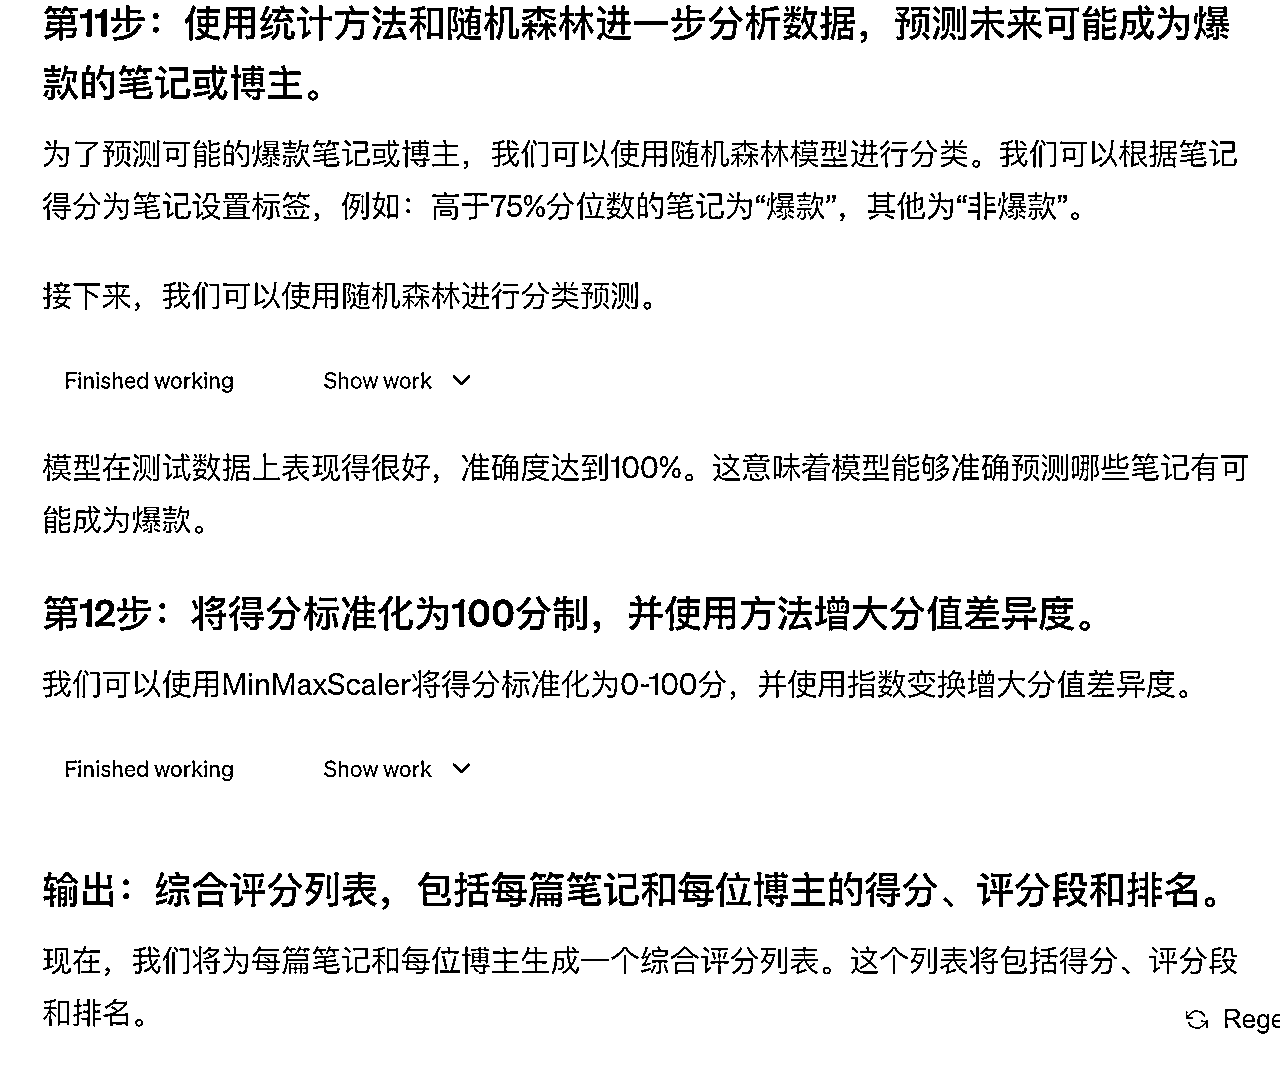 第11步：使用统计方法和随机森林进一步分析数据，预测未来可能成为爆
款的笔记或博主。
为了预测可能的爆款笔记或博主，我们可以使用随机森林模型进行分类。我们可以根据笔记
得分为笔记设置标签，例如：高于75%分位数的笔记为“爆款”，其他为“非爆款”。
接下来，我们可以使用随机森林进行分类预测。
Finished working Show work
模型在测试数据上表现得很好，准确度达到100%。这意味着模型能够准确预测哪些笔记有可
能成为爆款。
第12步：将得分标准化为100分制，并使用方法增大分值差异度。
我们可以使用MinMaxScaler将得分标准化为0-100分，并使用指数变换增大分值差异度。
Finished working Show work
输出：综合评分列表，包括每篇笔记和每位博主的得分、评分段和排名。
现在，我们将为每篇笔记和每位博主生成一个综合评分列表。这个列表将包括得分、评分段
和排名。
Rege